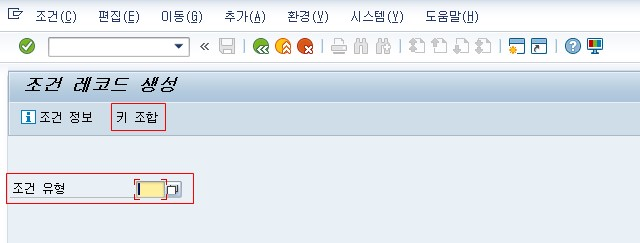 조건(C) 편집(E) 이동(G) 추가(A) 환경(V) 시스템(Y) 도움말(H)
조건 레코드 생성
조건 정보 키 조합
조건 유형